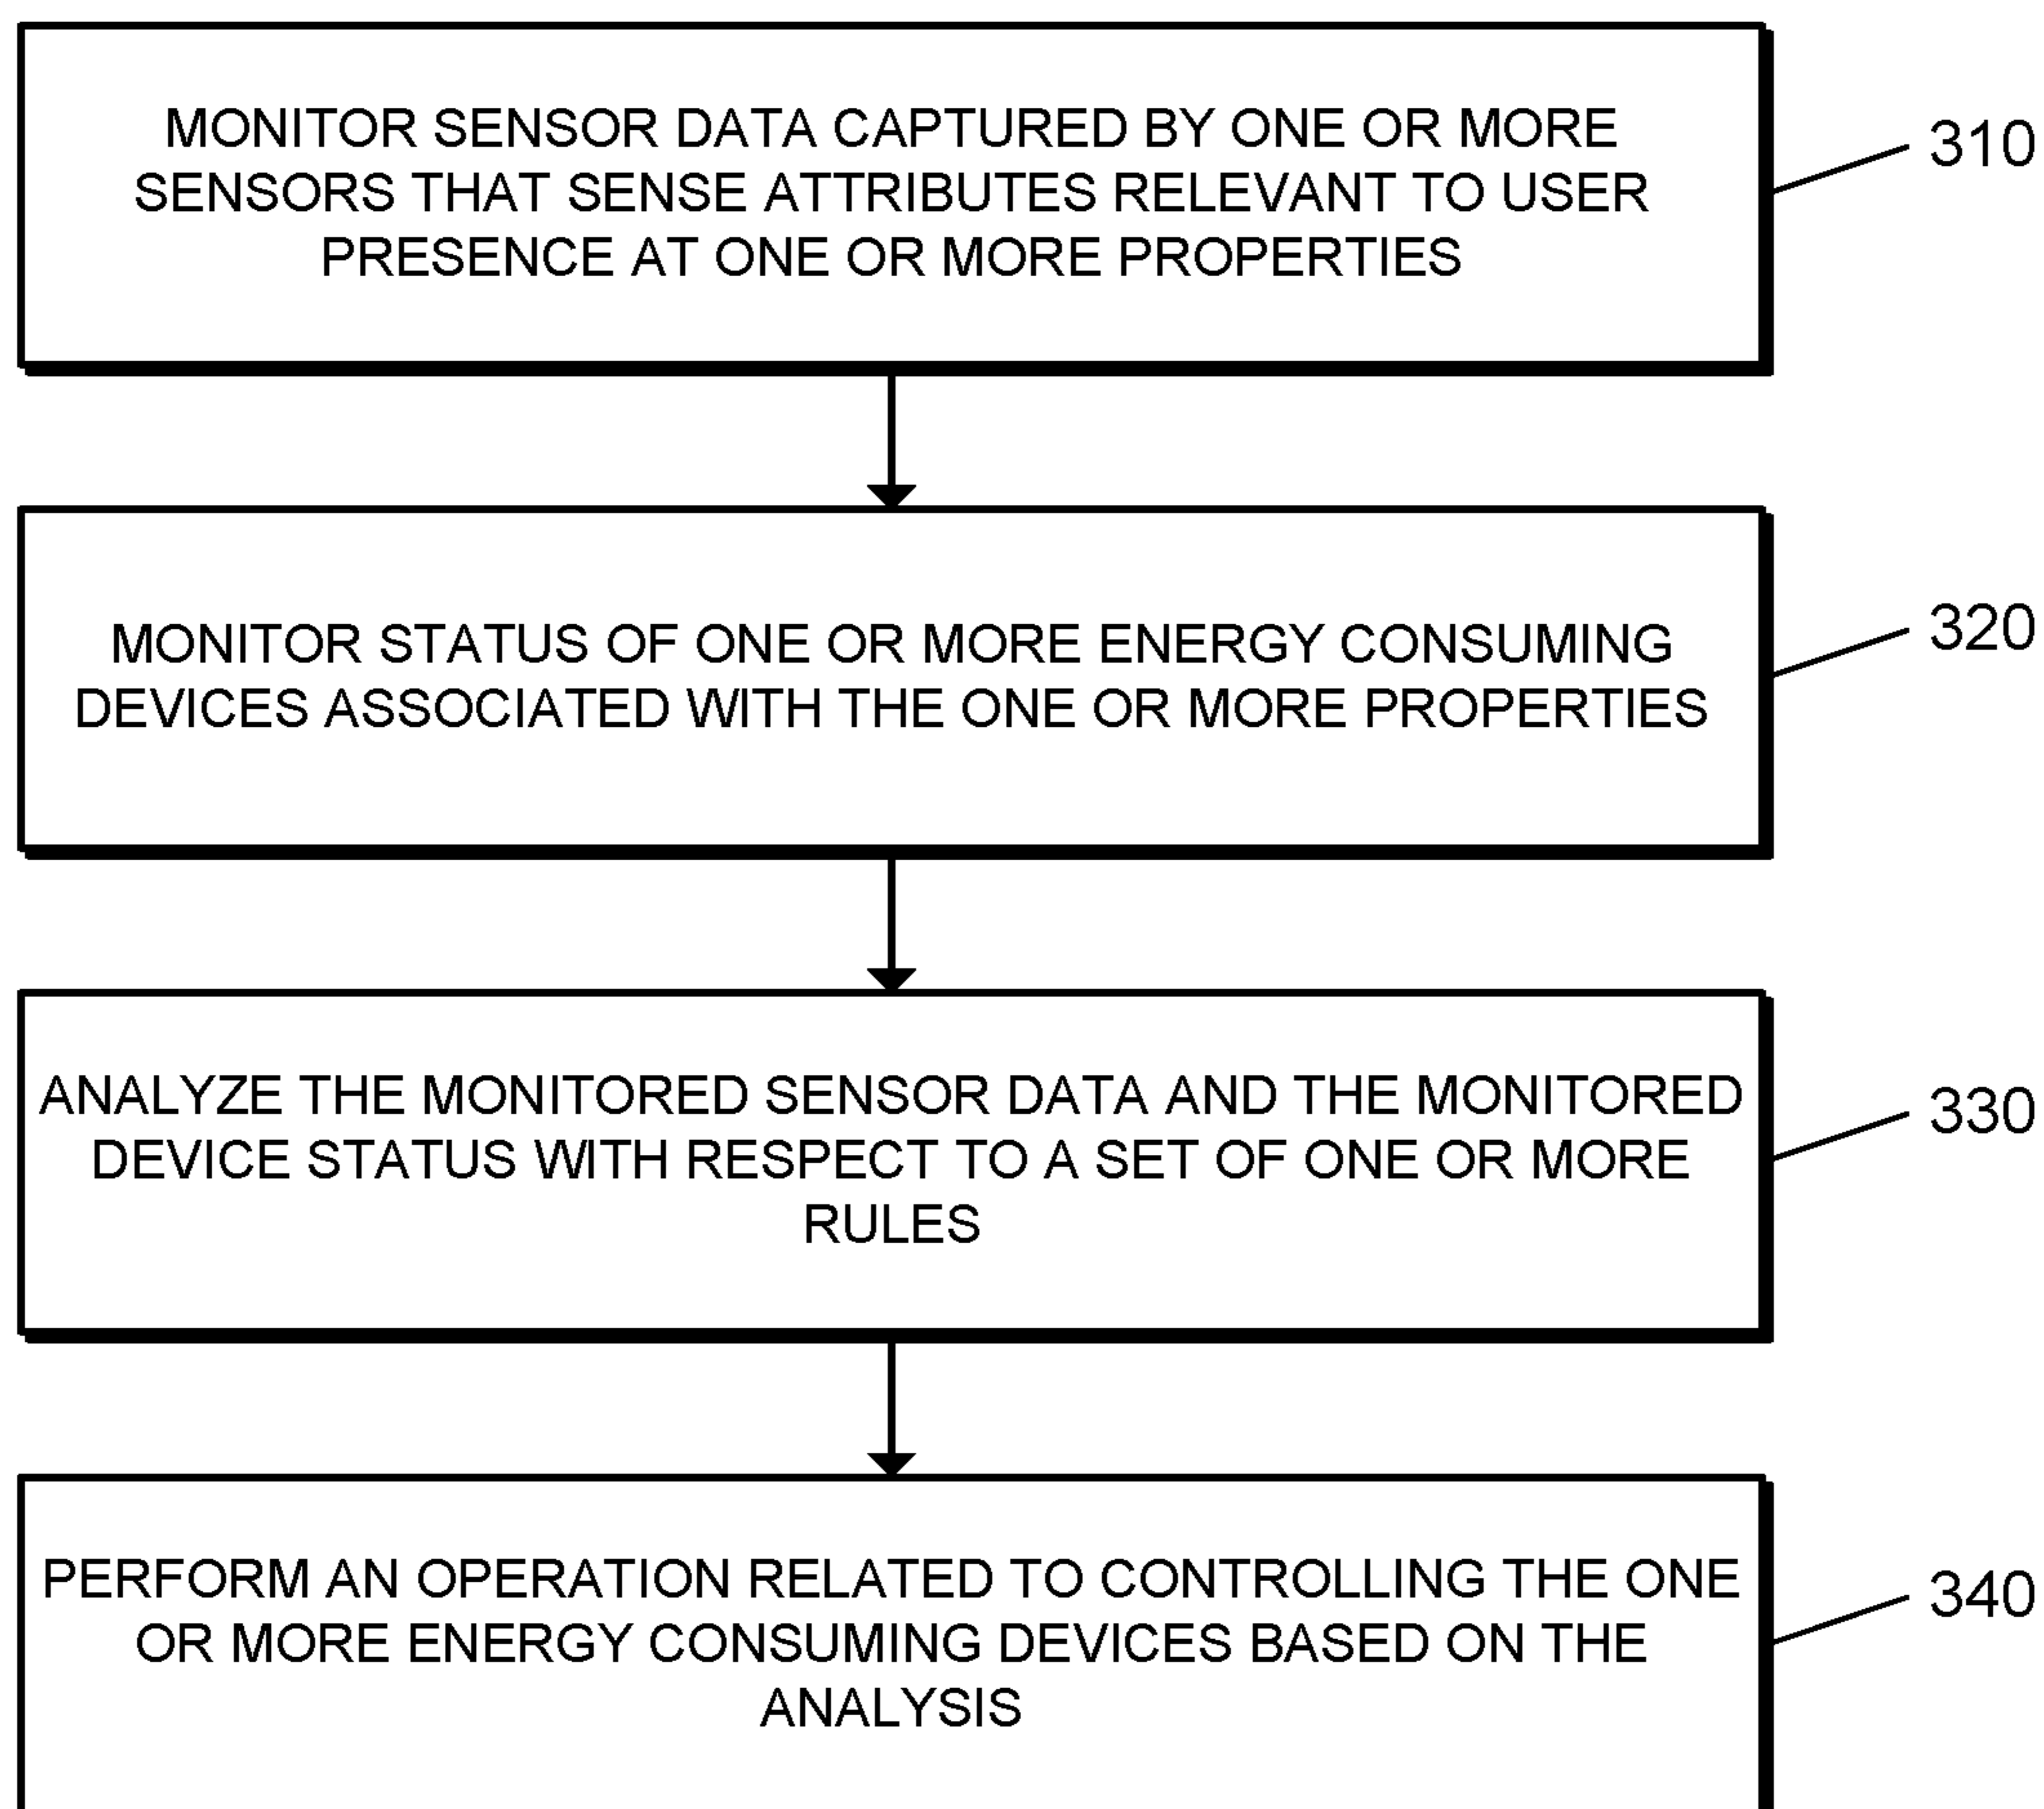 MONITOR SENSOR DATA CAPTURED BY ONE OR MORE
SENSORS THAT SENSE ATTRIBUTES RELEVANT TO USER
PRESENCE AT ONE OR MORE PROPERTIES
310
MONITOR STATUS OF ONE OR MORE ENERGY CONSUMING
DEVICES ASSOCIATED WITH THE ONE OR MORE PROPERTIES
320
ANALYZE THE MONITORED SENSOR DATA AND THE MONITORED
DEVICE STATUS WITH RESPECT TO A SET OF ONE OR MORE
RULES
330
PERFORM AN OPERATION RELATED TO CONTROLLING THE ONE
OR MORE ENERGY CONSUMING DEVICES BASED ON THE
ANALYSIS
340